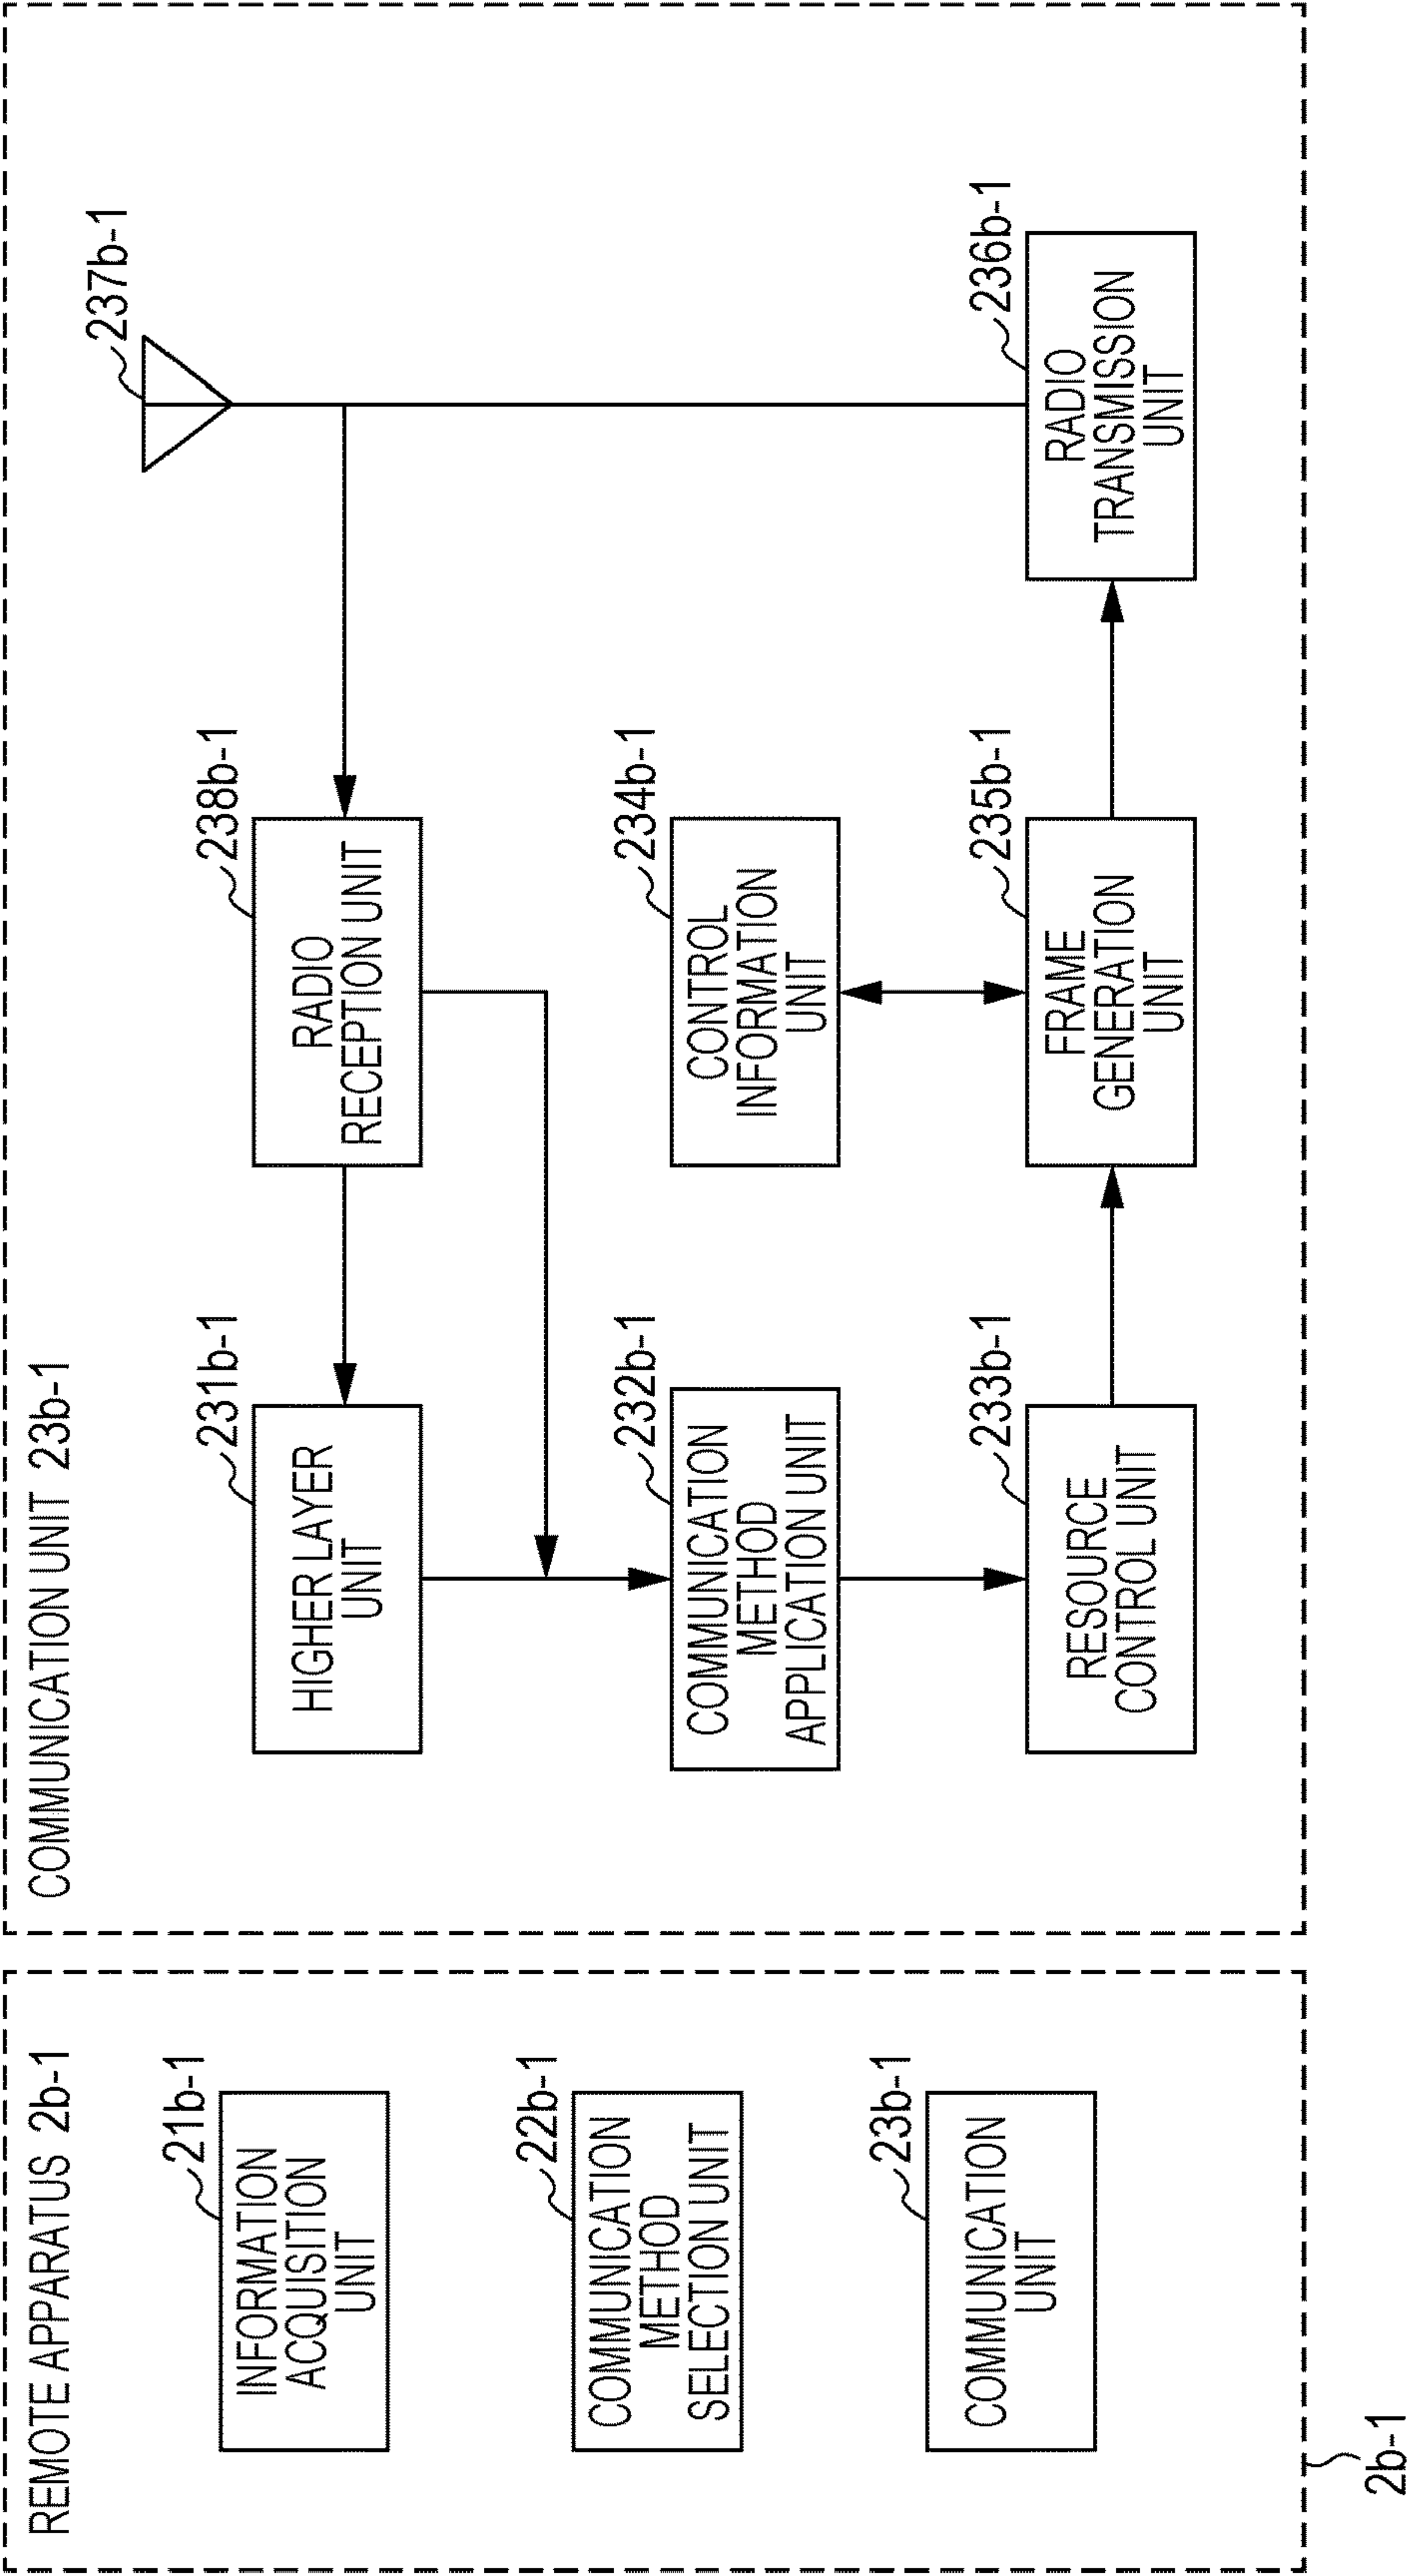 REMOTE APPARATUS 2b-1
21b-1
INFORMATION
ACQUISITION
UNIT
22b-1
COMMUNICATION
METHOD
SELECTION UNIT
23b-1
COMMUNICATION
UNIT
2b-1
COMMUNICATION UNIT 23b-1
231b-1
HIGHER LAYER
UNIT
238b-1
RADIO
RECEPTION UNIT
237b-1
232b-1
COMMUNICATION
METHOD
APPLICATION UNIT
234b-1
CONTROL
INFORMATION
UNIT
233b-1
RESOURCE
CONTROL UNIT
235b-1
FRAME
GENERATION
UNIT
236b-1
RADIO
TRANSMISSION
UNIT